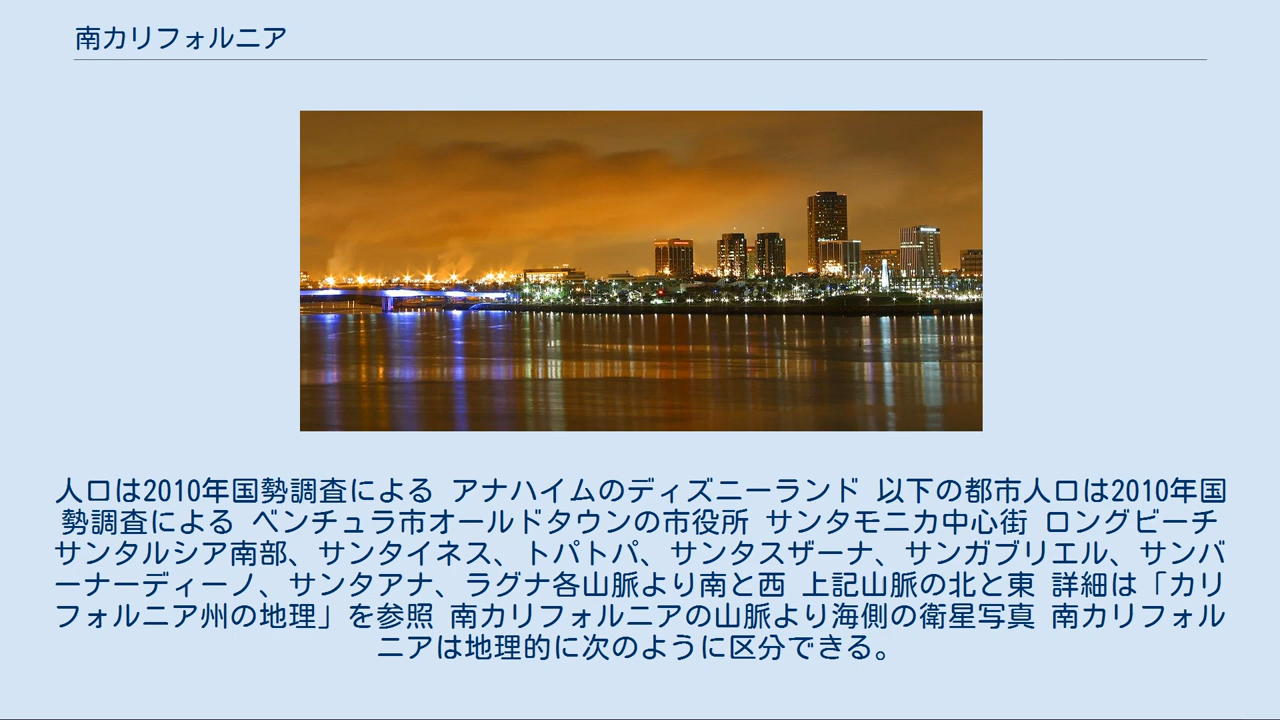 南カリフォルニア
人口は2010年国勢調査による アナハイムのディズニーランド 以下の都市人口は2010年国
勢調査による ベンチュラ市オールドタウンの市役所 サンタモニカ中心街 ロングビーチ
サンタルシア南部、サンタイネス、トパトパ、サンタスザーナ、サンガブリエル、サンバ
ーナーディーノ、サンタアナ、ラグナ各山脈より南と西 上記山脈の北と東 詳細は「カリ
フォルニア州の地理」を参照 南カリフォルニアの山脈より海側の衛星写真 南カリフォル
ニアは地理的に次のように区分できる。